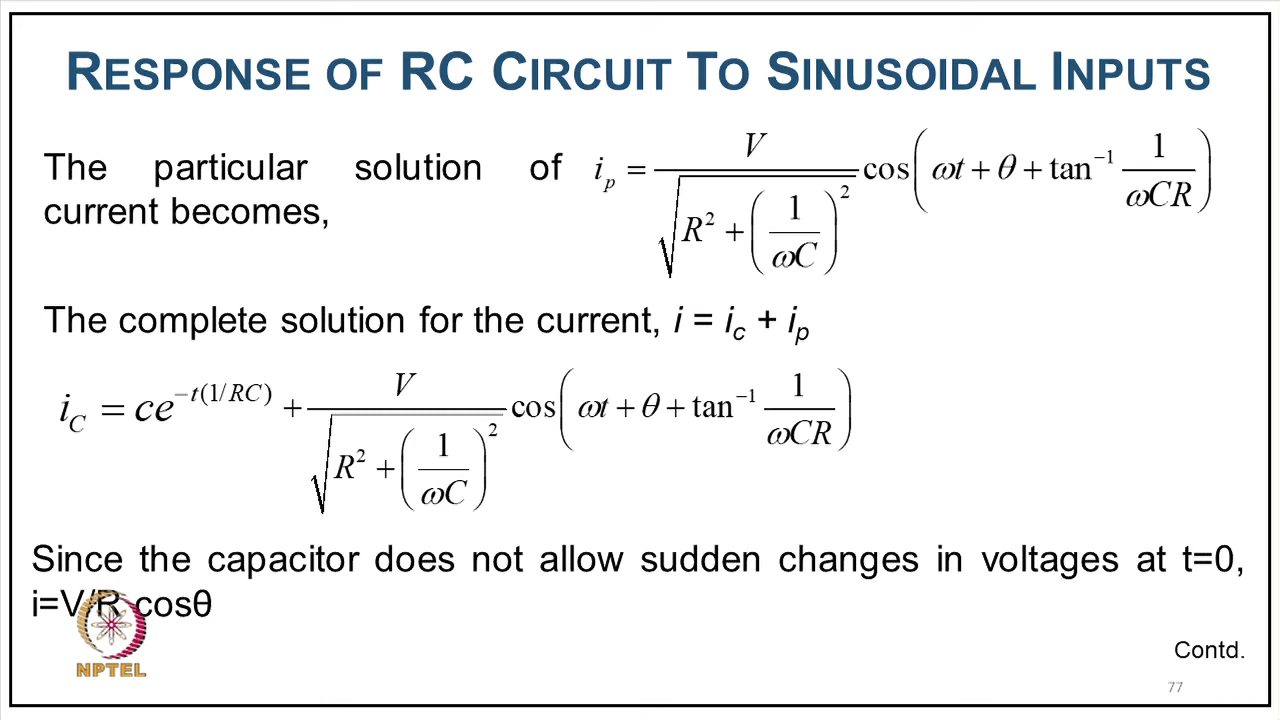 RESPONSE OF RC CIRCUIT TO SINUSOIDAL INPUTS
The particular solution of i_p = V / √(R² + (1/ωC)²) cos(ωt + θ + tan⁻¹ 1/ωCR)
current becomes,
The complete solution for the current, i = i_c + i_p
i_C = ce^(−t(1/RC)) + V / √(R² + (1/ωC)²) cos(ωt + θ + tan⁻¹ 1/ωCR)
Since the capacitor does not allow sudden changes in voltages at t=0,
i=V/R cosθ
NPTEL
Contd.
77